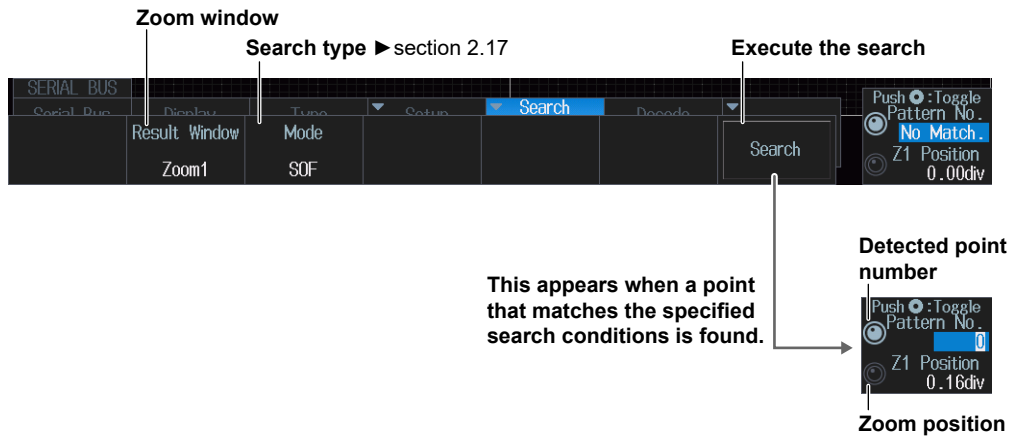 Zoom window
Search type ►section 2.17
Execute the search
SERIAL BUS
Serial Bus Display Type Setup Search Decode
Result Window
Zoom1
Mode
SOF
Search
Push :Toggle
Pattern No.
No Match.
Z1 Position
0.00div
Detected point
number
This appears when a point
that matches the specified
search conditions is found.
Push :Toggle
Pattern No.
0
Z1 Position
0.16div
Zoom position